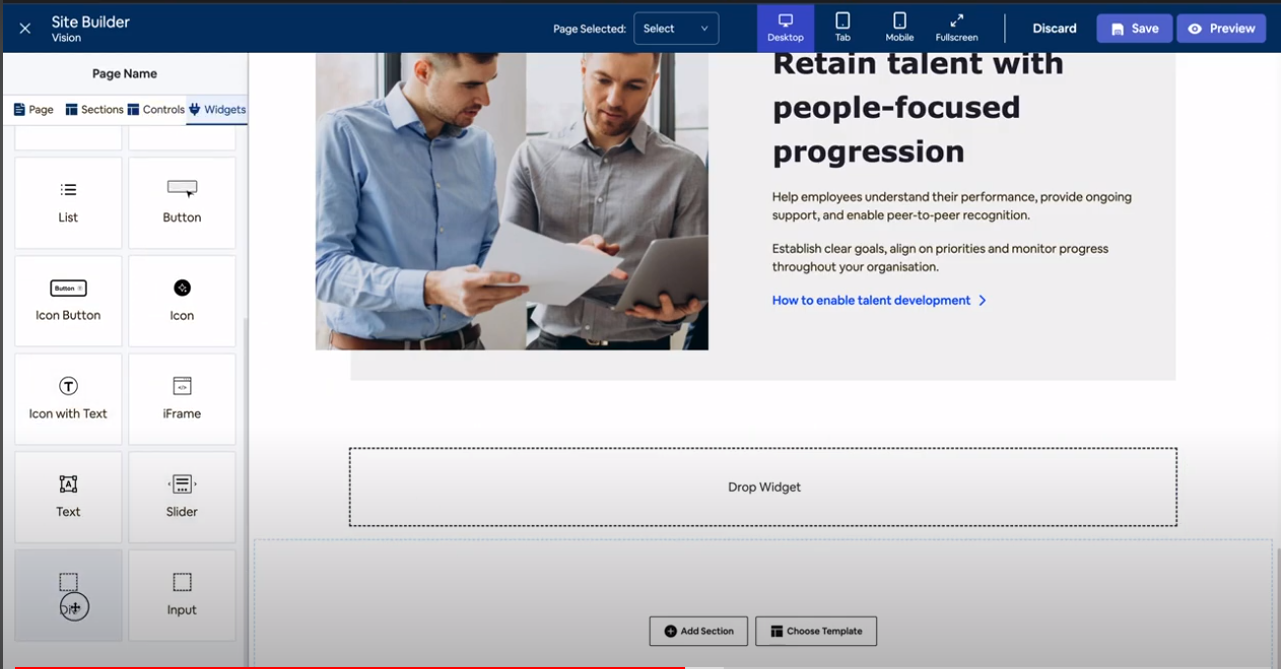 Site Builder
Vision
Page Selected:
Select
Desktop
Tab
Mobile
Fullscreen
Discard
Save
Preview
Page Name
Page
Sections
Controls
Widgets
List
Button
Button
Icon Button
Icon
T
Icon with Text
iFrame
A
Text
Slider
Input
Retain talent with
people-focused
progression
Help employees understand their performance, provide ongoing
support, and enable peer-to-peer recognition.
Establish clear goals, align on priorities and monitor progress
throughout your organisation.
How to enable talent development
Drop Widget
Add Section
Choose Template